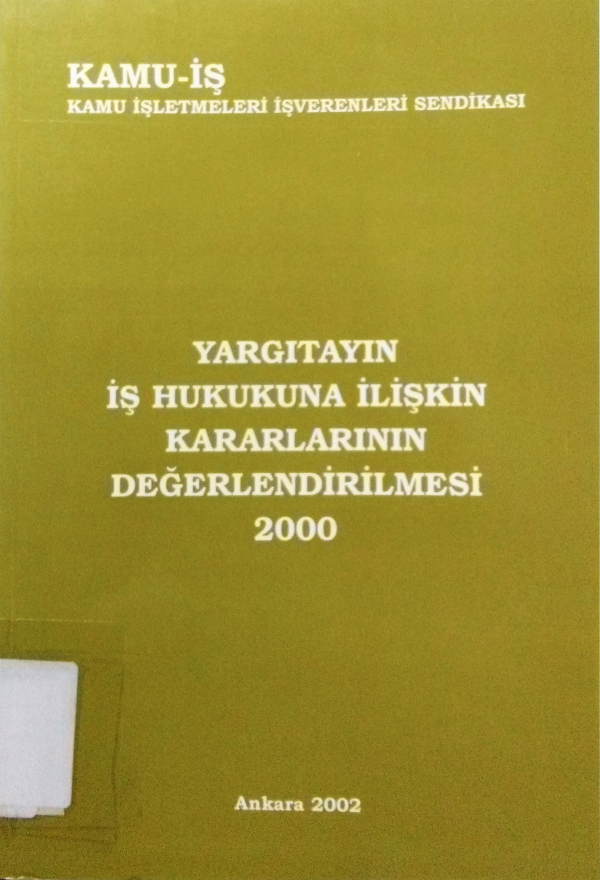 KAMU-İŞ
KAMU İŞLETMELERİ İŞVERENLERİ SENDİKASI
YARGITAYIN
İŞ HUKUKUNA İLİŞKİN
KARARLARININ
DEĞERLENDİRİLMESİ
2000
Ankara 2002